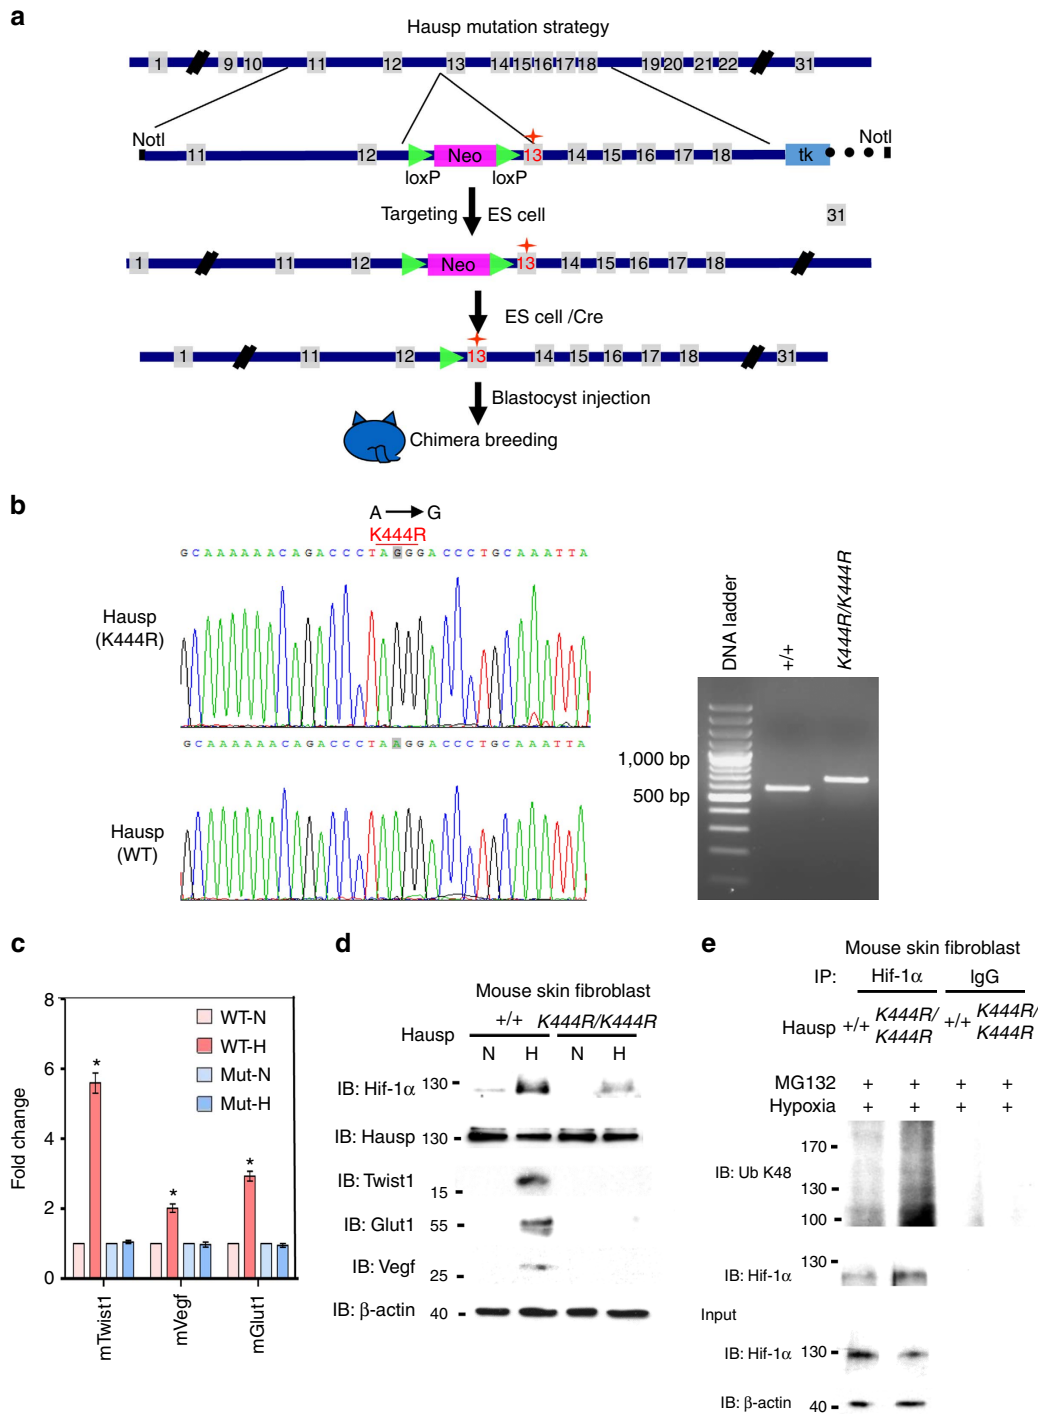 a
Hausp mutation strategy
1 9 10 11 12 13 14 15 16 17 18 19 20 21 22 31
NotI NotI
11 12 Neo 13 14 15 16 17 18 tk
loxP loxP
Targeting ES cell
31
1 11 12 Neo 13 14 15 16 17 18
ES cell /Cre
1 11 12 13 14 15 16 17 18 31
Blastocyst injection
Chimera breeding
b
A G
K444R
GCAAAAAACAGACCCTAGGGACCCTGCAAATTA
Hausp
(K444R)
GCAAAAAACAGACCCTAAGGACCCTGCAAATTA
Hausp
(WT)
DNA ladder
+/+
K444R/K444R
1,000 bp
500 bp
c
Fold change
8
6
4
2
0
WT-N
WT-H
Mut-N
Mut-H
* * *
mTwist1
mVegf
mGlut1
d
Mouse skin fibroblast
Hausp +/+ K444R/K444R
N H N H
IB: Hif-1α 130
IB: Hausp 130
IB: Twist1 15
IB: Glut1 55
IB: Vegf 25
IB: β-actin 40
e
Mouse skin fibroblast
IP: Hif-1α IgG
Hausp +/+ K444R/K444R +/+ K444R/K444R
MG132 + + + +
Hypoxia + + + +
170
IB: Ub K48
130
100
130
IB: Hif-1α
Input
IB: Hif-1α 130
IB: β-actin 40